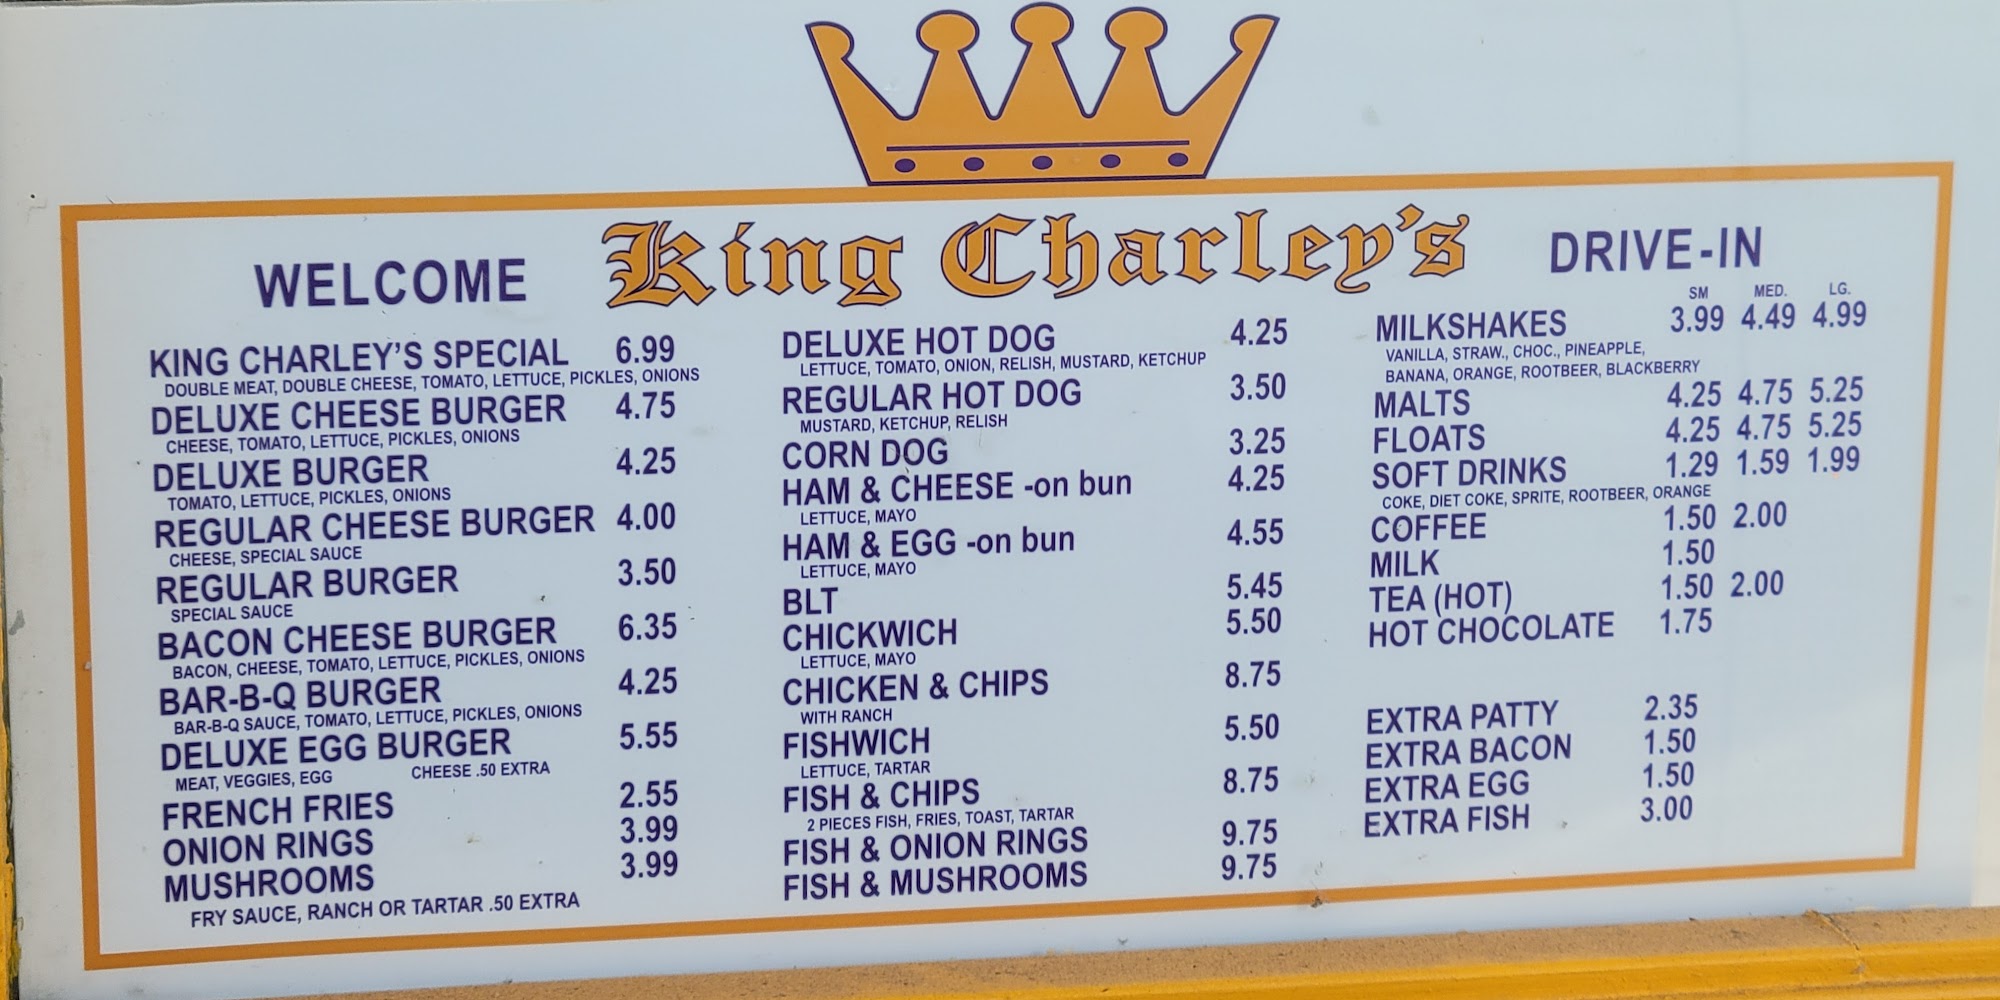 WELCOME King Charley's DRIVE-IN
KING CHARLEY'S SPECIAL 6.99
DOUBLE MEAT, DOUBLE CHEESE, TOMATO, LETTUCE, PICKLES, ONIONS
DELUXE CHEESE BURGER 4.75
CHEESE, TOMATO, LETTUCE, PICKLES, ONIONS
DELUXE BURGER 4.25
TOMATO, LETTUCE, PICKLES, ONIONS
REGULAR CHEESE BURGER 4.00
CHEESE, SPECIAL SAUCE
REGULAR BURGER 3.50
SPECIAL SAUCE
BACON CHEESE BURGER 6.35
BACON, CHEESE, TOMATO, LETTUCE, PICKLES, ONIONS
BAR-B-Q BURGER 4.25
BAR-B-Q SAUCE, TOMATO, LETTUCE, PICKLES, ONIONS
DELUXE EGG BURGER 5.55
MEAT, VEGGIES, EGG CHEESE .50 EXTRA
FRENCH FRIES 2.55
ONION RINGS 3.99
MUSHROOMS 3.99
FRY SAUCE, RANCH OR TARTAR .50 EXTRA
DELUXE HOT DOG 4.25
LETTUCE, TOMATO, ONION, RELISH, MUSTARD, KETCHUP
REGULAR HOT DOG 3.50
MUSTARD, KETCHUP, RELISH
CORN DOG 3.25
HAM & CHEESE -on bun 4.25
LETTUCE, MAYO
HAM & EGG -on bun 4.55
LETTUCE, MAYO
BLT 5.45
CHICKWICH 5.50
LETTUCE, MAYO
CHICKEN & CHIPS 8.75
WITH RANCH
FISHWICH 5.50
LETTUCE, TARTAR
FISH & CHIPS 8.75
2 PIECES FISH, FRIES, TOAST, TARTAR
FISH & ONION RINGS 9.75
FISH & MUSHROOMS 9.75
SM MED. LG.
MILKSHAKES 3.99 4.49 4.99
VANILLA, STRAW., CHOC., PINEAPPLE,
BANANA, ORANGE, ROOTBEER, BLACKBERRY
MALTS 4.25 4.75 5.25
FLOATS 4.25 4.75 5.25
SOFT DRINKS 1.29 1.59 1.99
COKE, DIET COKE, SPRITE, ROOTBEER, ORANGE
COFFEE 1.50 2.00
MILK 1.50
TEA (HOT) 1.50 2.00
HOT CHOCOLATE 1.75
EXTRA PATTY 2.35
EXTRA BACON 1.50
EXTRA EGG 1.50
EXTRA FISH 3.00